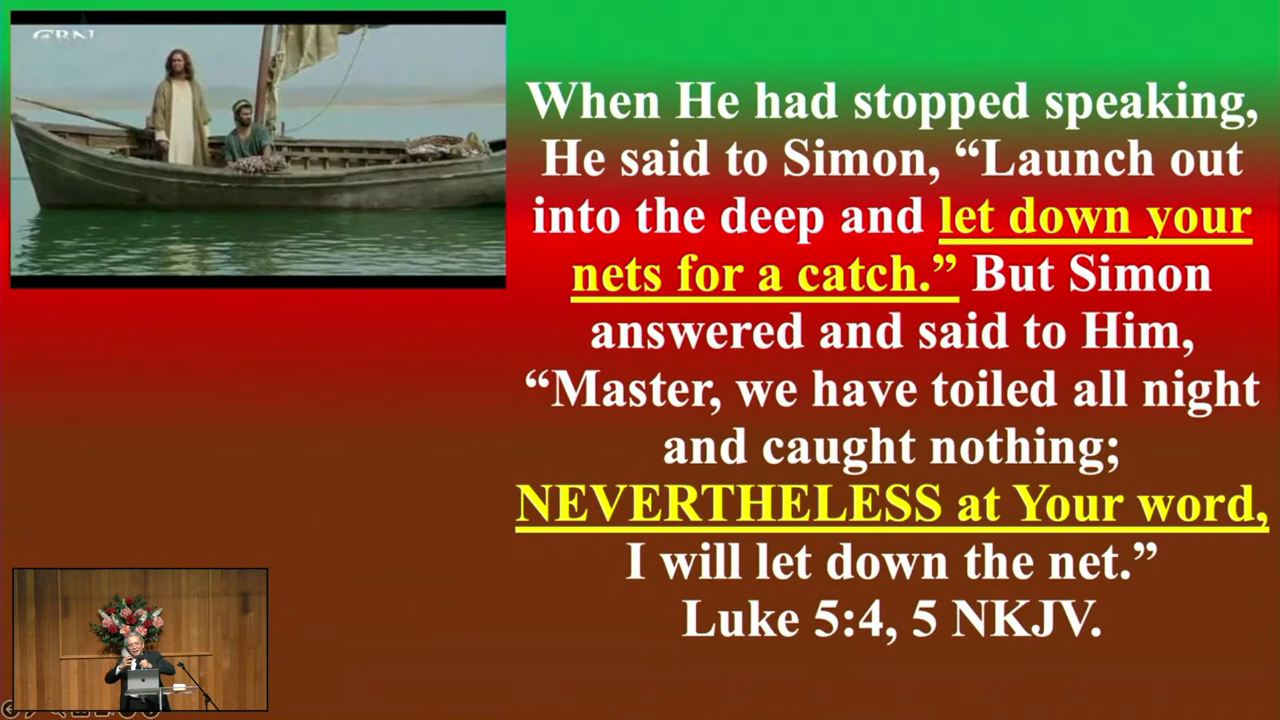 CBN
When He had stopped speaking,
He said to Simon, “Launch out
into the deep and let down your
nets for a catch.” But Simon
answered and said to Him,
“Master, we have toiled all night
and caught nothing;
NEVERTHELESS at Your word,
I will let down the net.”
Luke 5:4, 5 NKJV.